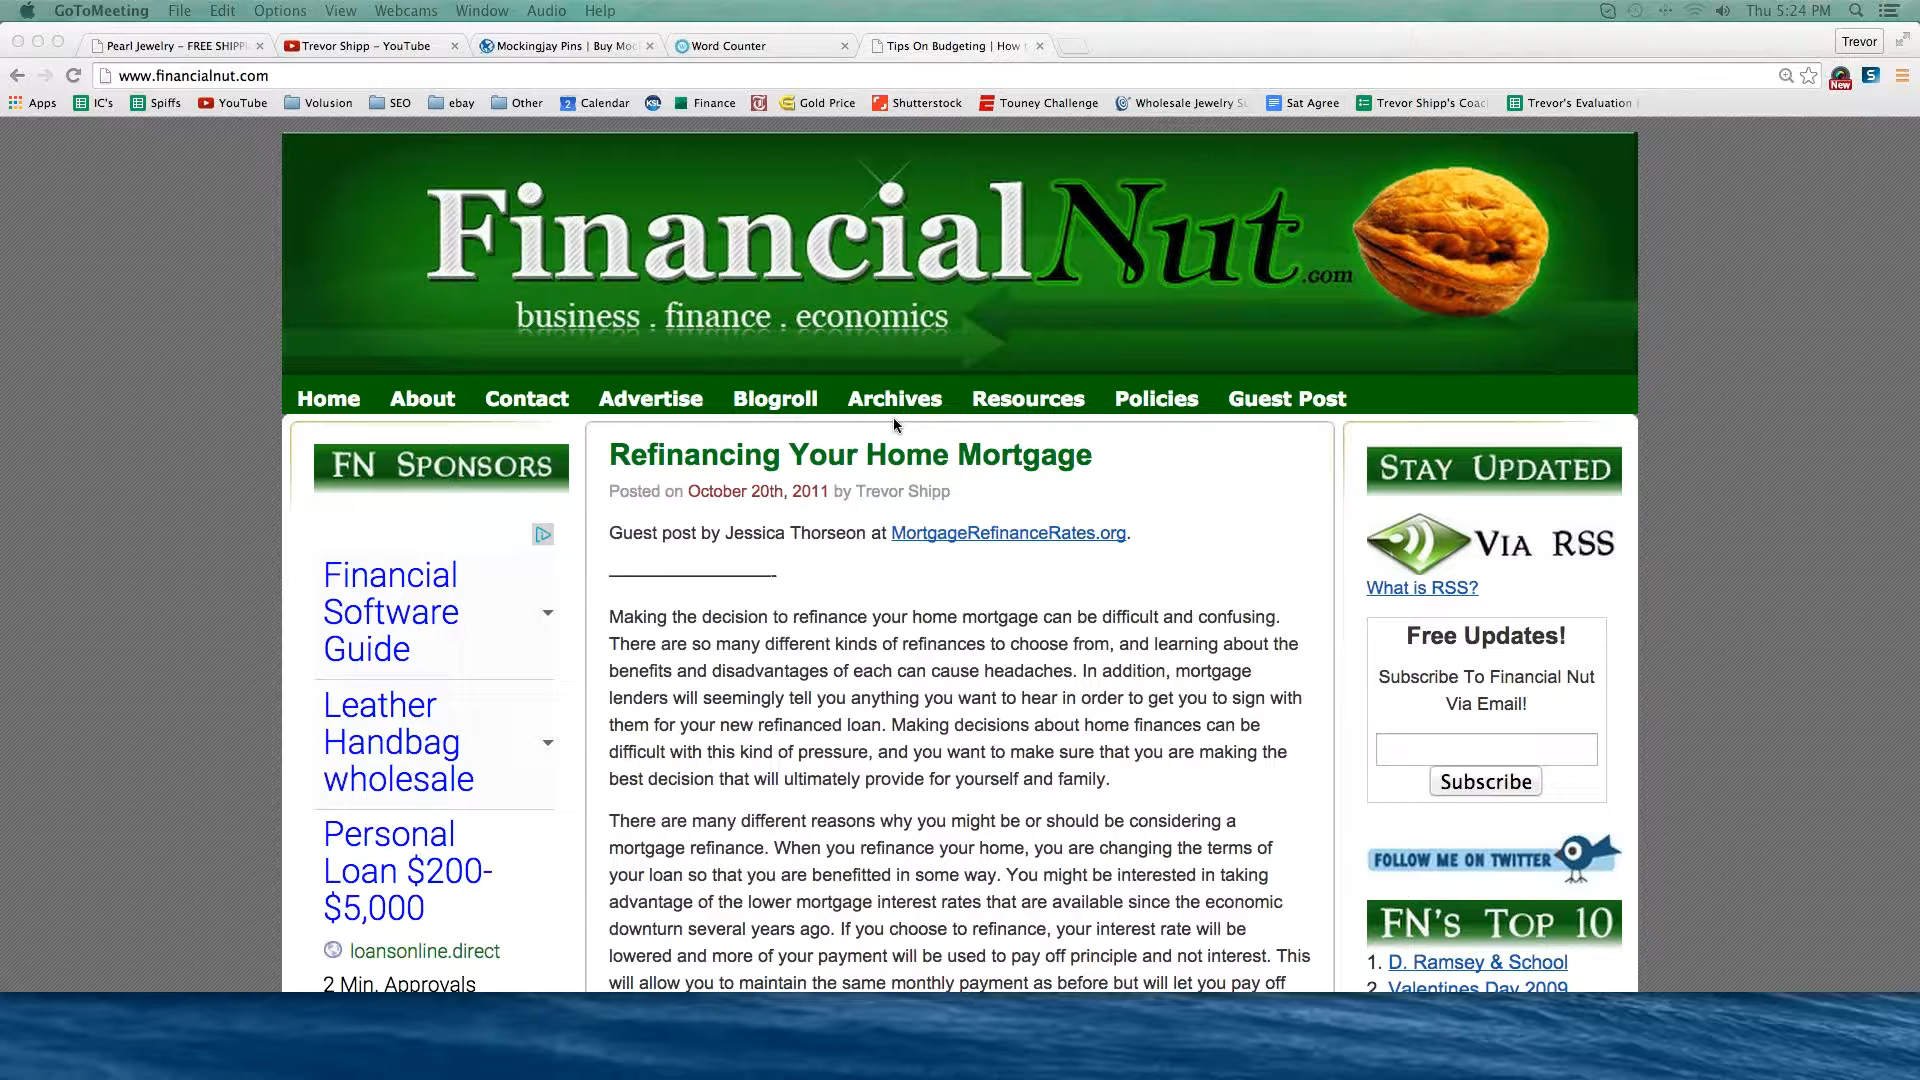 GoToMeeting File Edit Options View Webcams Window Audio Help Thu 5:24 PM
Pearl Jewelry – FREE SHIPPI Trevor Shipp – YouTube Mockingjay Pins | Buy Moc Word Counter Tips On Budgeting | How Trevor
www.financialnut.com
New
Apps IC's Spiffs YouTube Volusion SEO ebay Other 2 Calendar KSL Finance Gold Price Shutterstock Touney Challenge Wholesale Jewelry Su Sat Agree Trevor Shipp's Coac Trevor's Evaluation
FinancialNut.com
business . finance . economics
Home About Contact Advertise Blogroll Archives Resources Policies Guest Post
FN Sponsors
Financial
Software
Guide
Leather
Handbag
wholesale
Personal
Loan $200-
$5,000
loansonline.direct
2 Min. Approvals
Refinancing Your Home Mortgage
Posted on October 20th, 2011 by Trevor Shipp
Guest post by Jessica Thorseon at MortgageRefinanceRates.org.
———————————-
Making the decision to refinance your home mortgage can be difficult and confusing.
There are so many different kinds of refinances to choose from, and learning about the
benefits and disadvantages of each can cause headaches. In addition, mortgage
lenders will seemingly tell you anything you want to hear in order to get you to sign with
them for your new refinanced loan. Making decisions about home finances can be
difficult with this kind of pressure, and you want to make sure that you are making the
best decision that will ultimately provide for yourself and family.
There are many different reasons why you might be or should be considering a
mortgage refinance. When you refinance your home, you are changing the terms of
your loan so that you are benefitted in some way. You might be interested in taking
advantage of the lower mortgage interest rates that are available since the economic
downturn several years ago. If you choose to refinance, your interest rate will be
lowered and more of your payment will be used to pay off principle and not interest. This
will allow you to maintain the same monthly payment as before but will let you pay off
Stay Updated
Via RSS
What is RSS?
Free Updates!
Subscribe To Financial Nut
Via Email!
Subscribe
FOLLOW ME ON TWITTER
FN's Top 10
1. D. Ramsey & School
2. Valentines Day 2009